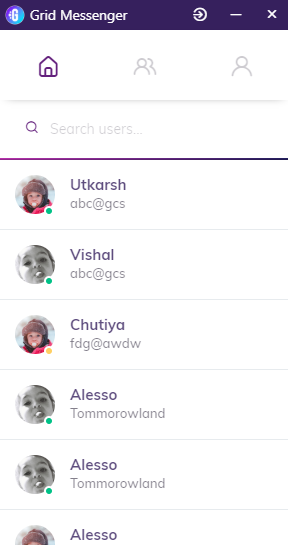 Grid Messenger
Search users...
Utkarsh
abc@gcs
Vishal
abc@gcs
Chutiya
fdg@awdw
Alesso
Tommorowland
Alesso
Tommorowland
Alesso